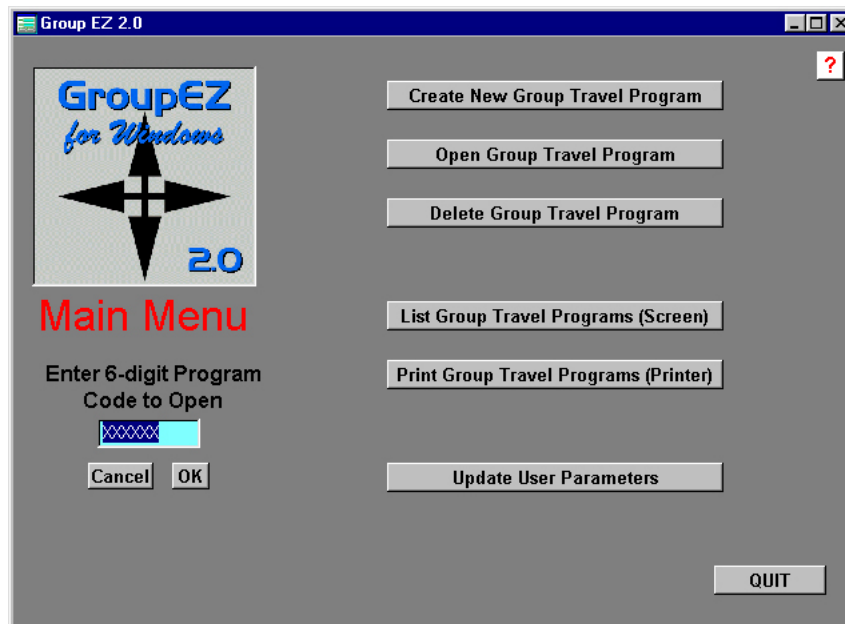 Group EZ 2.0
?
GroupEZ
for Windows
2.0
Main Menu
Enter 6-digit Program
Code to Open
XXXXXX
Cancel OK
Create New Group Travel Program
Open Group Travel Program
Delete Group Travel Program
List Group Travel Programs (Screen)
Print Group Travel Programs (Printer)
Update User Parameters
QUIT